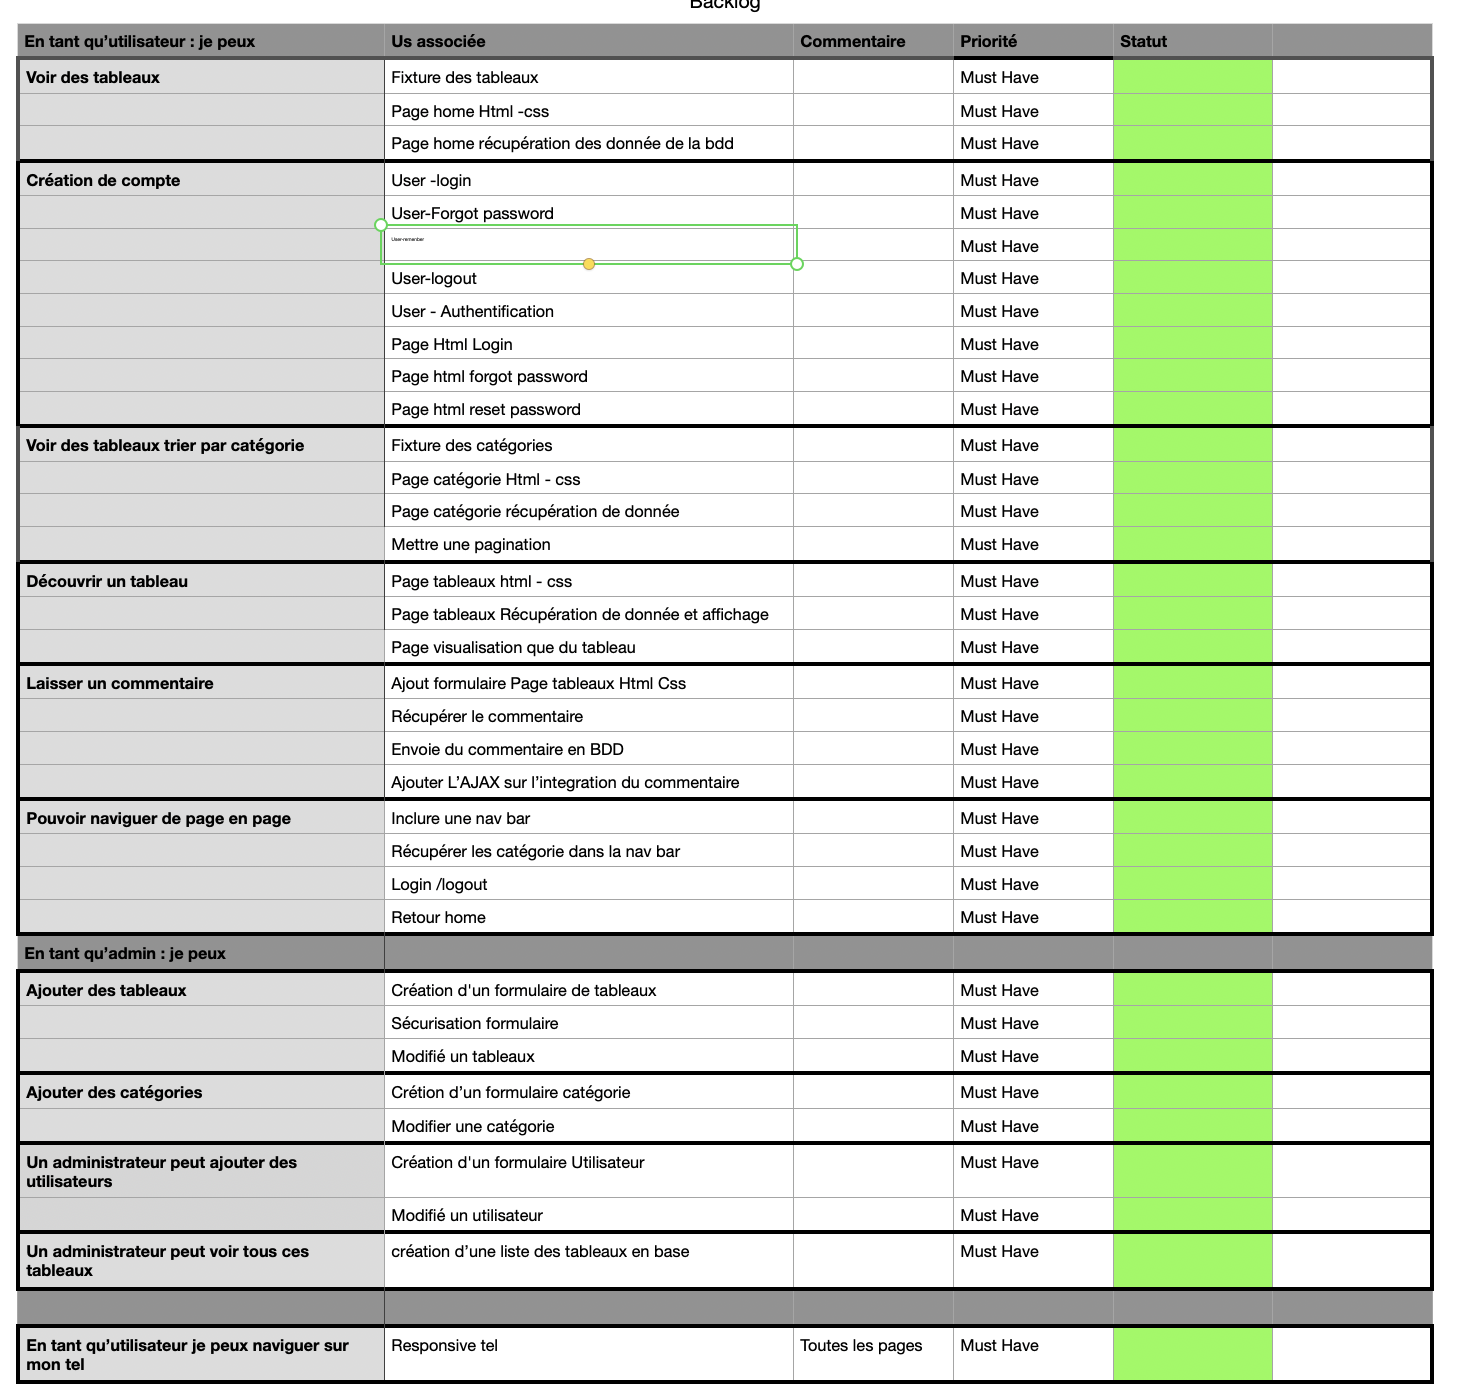 Backlog
En tant qu’utilisateur : je peux Us associée Commentaire Priorité Statut
Voir des tableaux Fixture des tableaux Must Have
Page home Html -css Must Have
Page home récupération des donnée de la bdd Must Have
Création de compte User -login Must Have
User-Forgot password Must Have
User-remenber Must Have
User-logout Must Have
User - Authentification Must Have
Page Html Login Must Have
Page html forgot password Must Have
Page html reset password Must Have
Voir des tableaux trier par catégorie Fixture des catégories Must Have
Page catégorie Html - css Must Have
Page catégorie récupération de donnée Must Have
Mettre une pagination Must Have
Découvrir un tableau Page tableaux html - css Must Have
Page tableaux Récupération de donnée et affichage Must Have
Page visualisation que du tableau Must Have
Laisser un commentaire Ajout formulaire Page tableaux Html Css Must Have
Récupérer le commentaire Must Have
Envoie du commentaire en BDD Must Have
Ajouter L’AJAX sur l’integration du commentaire Must Have
Pouvoir naviguer de page en page Inclure une nav bar Must Have
Récupérer les catégorie dans la nav bar Must Have
Login /logout Must Have
Retour home Must Have
En tant qu’admin : je peux
Ajouter des tableaux Création d'un formulaire de tableaux Must Have
Sécurisation formulaire Must Have
Modifié un tableaux Must Have
Ajouter des catégories Crétion d’un formulaire catégorie Must Have
Modifier une catégorie Must Have
Un administrateur peut ajouter des Création d'un formulaire Utilisateur Must Have
utilisateurs
Modifié un utilisateur Must Have
Un administrateur peut voir tous ces création d’une liste des tableaux en base Must Have
tableaux
En tant qu’utilisateur je peux naviguer sur Responsive tel Toutes les pages Must Have
mon tel